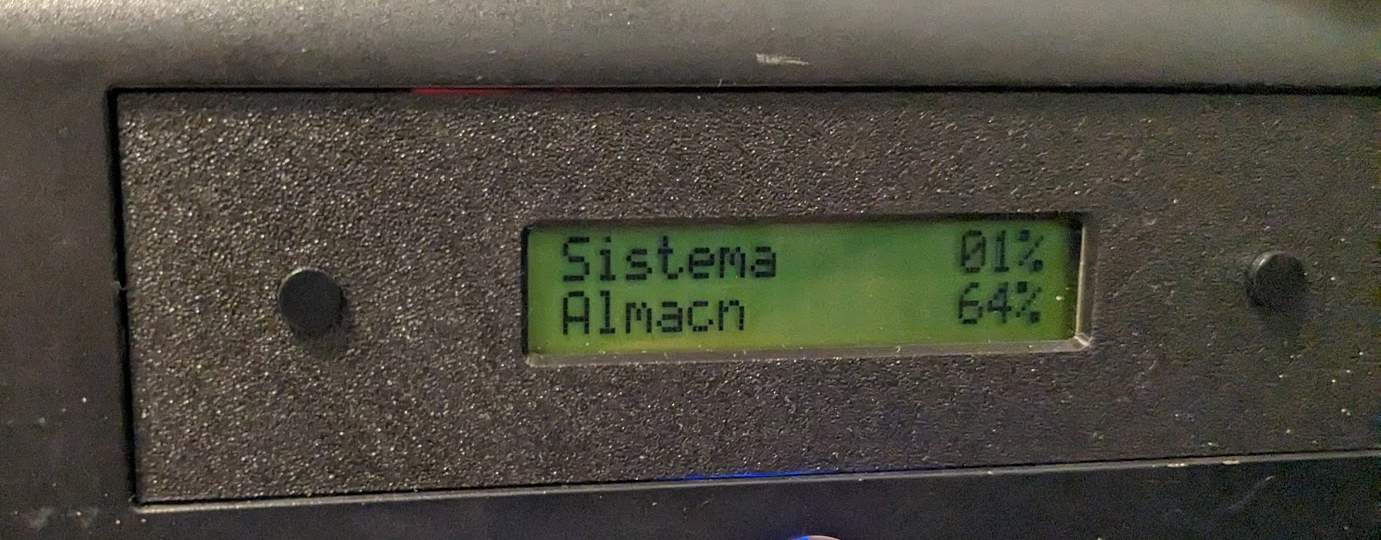 Sistema 01%
Almacn 64%